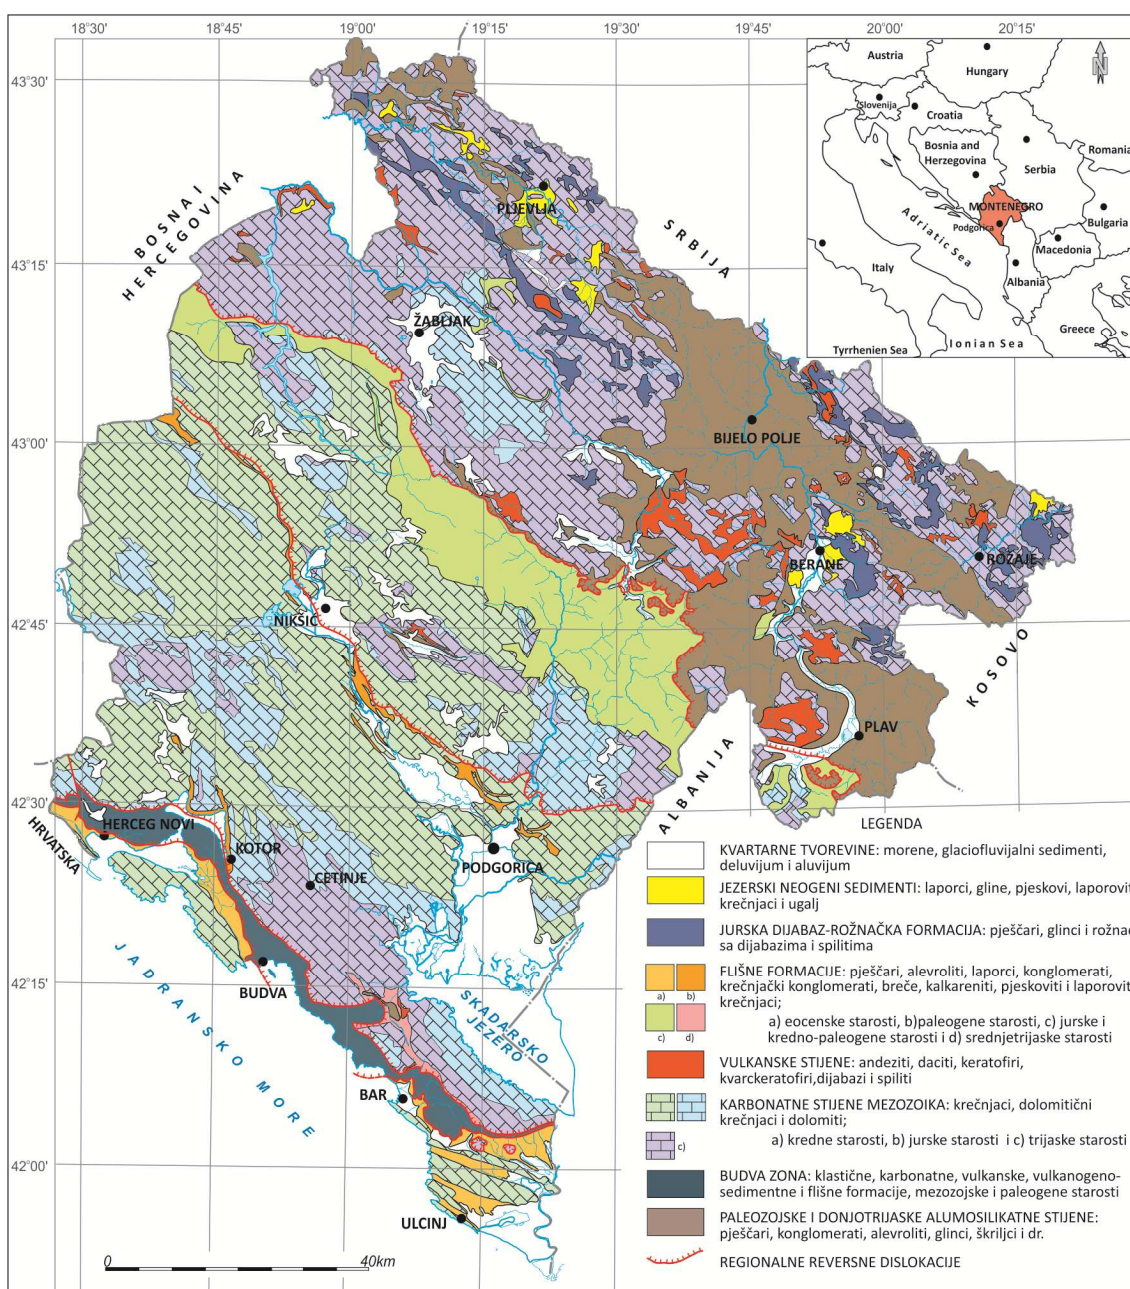 18°30' 18°45' 19°00' 19°15' 19°30' 19°45' 20°00' 20°15'
43°30'
43°15'
43°00'
42°45'
42°30'
42°15'
42°00'
BOSNA I
HERCEGOVINA
SRBIJA
KOSOVO
ALBANIJA
HRVATSKA
JADRANSKO MORE
SKADARSKO
JEZERO
PLJEVLJA
ŽABLJAK
BIJELO POLJE
BERANE
ROŽAJE
NIKŠIĆ
PLAV
HERCEG NOVI
KOTOR
CETINJE
PODGORICA
BUDVA
BAR
ULCINJ
0 40km
N
Austria
Hungary
Slovenija
Croatia
Bosnia and
Herzegovina
Serbia
Romania
MONTENEGRO
Podgorica
Bulgaria
Macedonia
Adriatic Sea
Italy
Albania
Greece
Tyrrhenien Sea
Ionian Sea
LEGENDA
KVARTARNE TVOREVINE: morene, glaciofluvijalni sedimenti,
deluvijum i aluvijum
JEZERSKI NEOGENI SEDIMENTI: laporci, gline, pjeskovi, laporovit
krečnjaci i ugalj
JURSKA DIJABAZ-ROŽNAČKA FORMACIJA: pješčari, glinci i rožnac
sa dijabazima i spilitima
FLIŠNE FORMACIJE: pješčari, alevroliti, laporci, konglomerati,
krečnjački konglomerati, breče, kalkareniti, pjeskoviti i laporovit
krečnjaci;
a) b)
a) eocenske starosti, b)paleogene starosti, c) jurske i
kredno-paleogene starosti i d) srednjetrijaske starosti
c) d)
VULKANSKE STIJENE: andeziti, daciti, keratofiri,
kvarckeratofiri,dijabazi i spiliti
KARBONATNE STIJENE MEZOZOIKA: krečnjaci, dolomitični
krečnjaci i dolomiti;
c) a) kredne starosti, b) jurske starosti i c) trijaske starosti
BUDVA ZONA: klastične, karbonatne, vulkanske, vulkanogeno-
sedimentne i flišne formacije, mezozojske i paleogene starosti
PALEOZOJSKE I DONJOTRIJASKE ALUMOSILIKATNE STIJENE:
pješčari, konglomerati, alevroliti, glinci, škriljci i dr.
REGIONALNE REVERSNE DISLOKACIJE